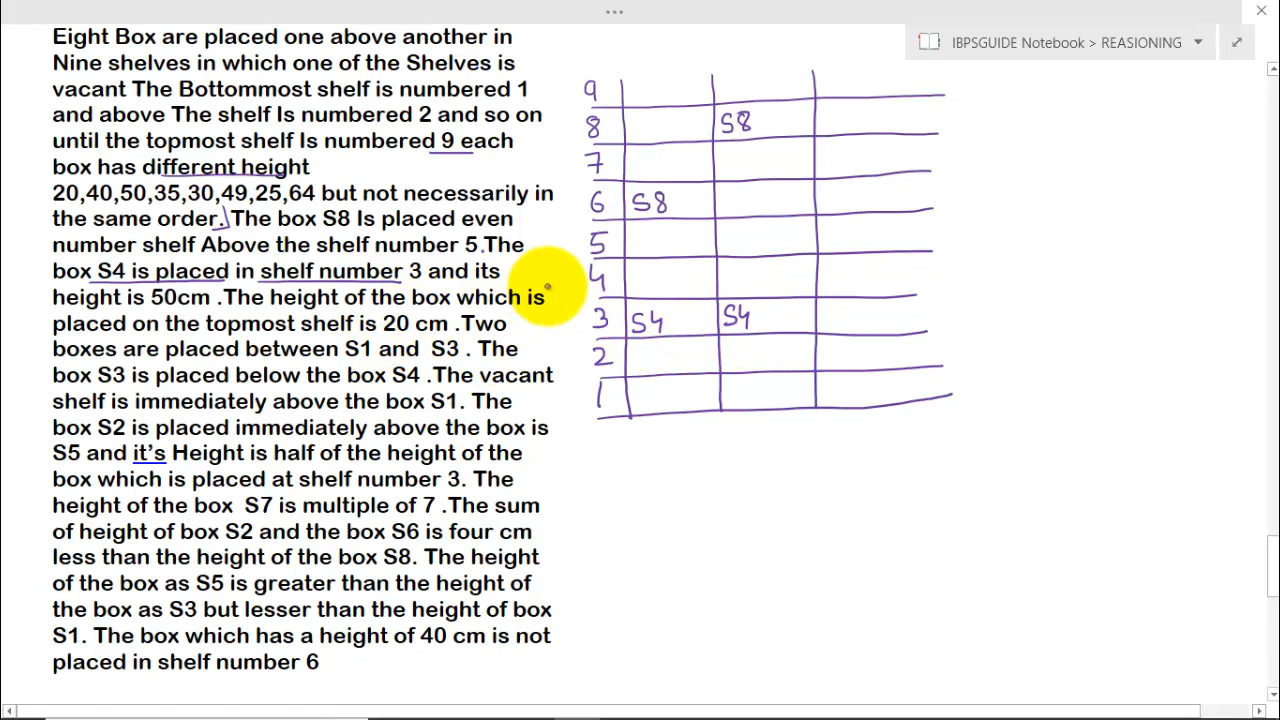 Eight Box are placed one above another in
Nine shelves in which one of the Shelves is
vacant The Bottommost shelf is numbered 1
and above The shelf Is numbered 2 and so on
until the topmost shelf Is numbered 9 each
box has different height
20,40,50,35,30,49,25,64 but not necessarily in
the same order. The box S8 Is placed even
number shelf Above the shelf number 5.The
box S4 is placed in shelf number 3 and its
height is 50cm .The height of the box which is
placed on the topmost shelf is 20 cm .Two
boxes are placed between S1 and S3 . The
box S3 is placed below the box S4 .The vacant
shelf is immediately above the box S1. The
box S2 is placed immediately above the box is
S5 and it's Height is half of the height of the
box which is placed at shelf number 3. The
height of the box S7 is multiple of 7 .The sum
of height of box S2 and the box S6 is four cm
less than the height of the box S8. The height
of the box as S5 is greater than the height of
the box as S3 but lesser than the height of box
S1. The box which has a height of 40 cm is not
placed in shelf number 6
IBPSGUIDE Notebook > REASIONING
9
8 S8
7
6 S8
5
4
3 S4 S4
2
1